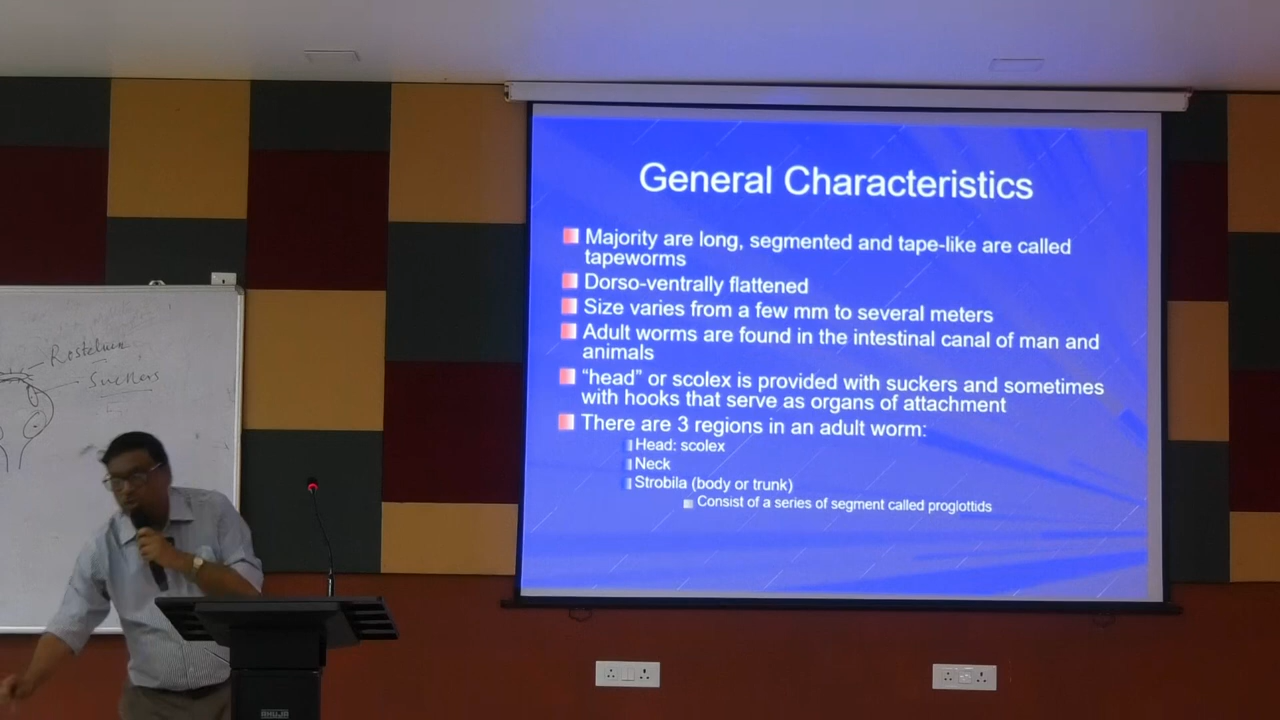 General Characteristics
Majority are long, segmented and tape-like are called
tapeworms
Dorso-ventrally flattened
Size varies from a few mm to several meters
Adult worms are found in the intestinal canal of man and
animals
“head” or scolex is provided with suckers and sometimes
with hooks that serve as organs of attachment
There are 3 regions in an adult worm:
Head: scolex
Neck
Strobila (body or trunk)
Consist of a series of segment called proglottids
Rostellum
Suckers